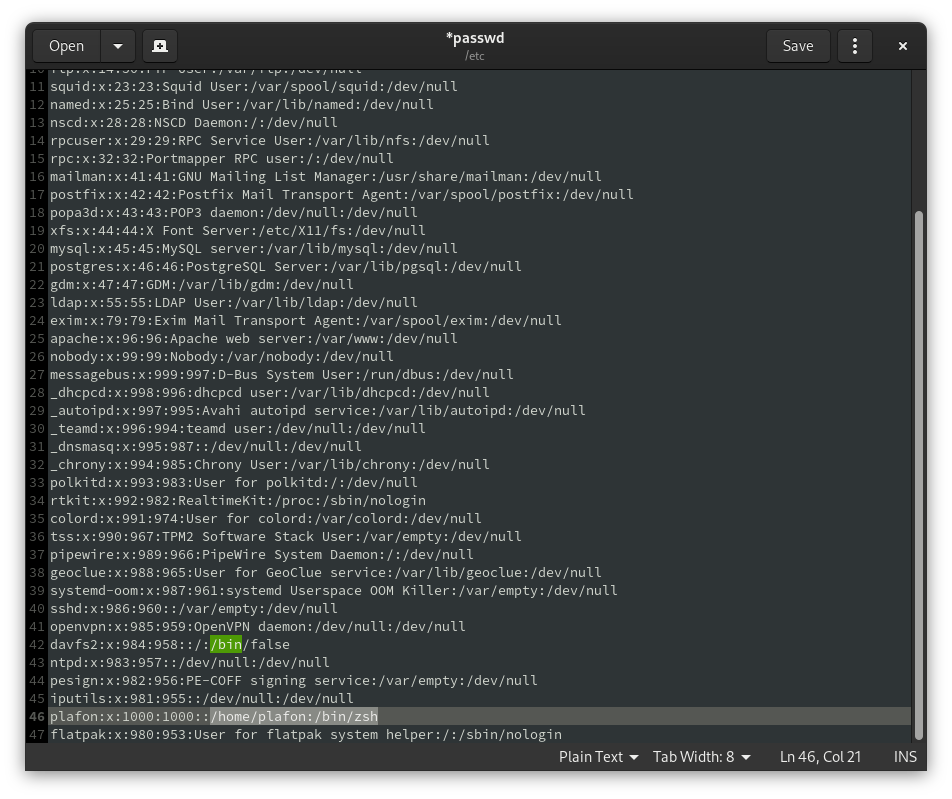 Open
*passwd
/etc
Save
11 squid:x:23:23:Squid User:/var/spool/squid:/dev/null
12 named:x:25:25:Bind User:/var/lib/named:/dev/null
13 nscd:x:28:28:NSCD Daemon:/:/dev/null
14 rpcuser:x:29:29:RPC Service User:/var/lib/nfs:/dev/null
15 rpc:x:32:32:Portmapper RPC user:/:/dev/null
16 mailman:x:41:41:GNU Mailing List Manager:/usr/share/mailman:/dev/null
17 postfix:x:42:42:Postfix Mail Transport Agent:/var/spool/postfix:/dev/null
18 popa3d:x:43:43:POP3 daemon:/dev/null:/dev/null
19 xfs:x:44:44:X Font Server:/etc/X11/fs:/dev/null
20 mysql:x:45:45:MySQL server:/var/lib/mysql:/dev/null
21 postgres:x:46:46:PostgreSQL Server:/var/lib/pgsql:/dev/null
22 gdm:x:47:47:GDM:/var/lib/gdm:/dev/null
23 ldap:x:55:55:LDAP User:/var/lib/ldap:/dev/null
24 exim:x:79:79:Exim Mail Transport Agent:/var/spool/exim:/dev/null
25 apache:x:96:96:Apache web server:/var/www:/dev/null
26 nobody:x:99:99:Nobody:/var/nobody:/dev/null
27 messagebus:x:999:997:D-Bus System User:/run/dbus:/dev/null
28 _dhcpcd:x:998:996:dhcpcd user:/var/lib/dhcpcd:/dev/null
29 _autoipd:x:997:995:Avahi autoipd service:/var/lib/autoipd:/dev/null
30 _teamd:x:996:994:teamd user:/dev/null:/dev/null
31 _dnsmasq:x:995:987::/dev/null:/dev/null
32 _chrony:x:994:985:Chrony User:/var/lib/chrony:/dev/null
33 polkitd:x:993:983:User for polkitd:/:/dev/null
34 rtkit:x:992:982:RealtimeKit:/proc:/sbin/nologin
35 colord:x:991:974:User for colord:/var/colord:/dev/null
36 tss:x:990:967:TPM2 Software Stack User:/var/empty:/dev/null
37 pipewire:x:989:966:PipeWire System Daemon:/:/dev/null
38 geoclue:x:988:965:User for GeoClue service:/var/lib/geoclue:/dev/null
39 systemd-oom:x:987:961:systemd Userspace OOM Killer:/var/empty:/dev/null
40 sshd:x:986:960::/var/empty:/dev/null
41 openvpn:x:985:959:OpenVPN daemon:/dev/null:/dev/null
42 davfs2:x:984:958::/:/bin/false
43 ntpd:x:983:957::/dev/null:/dev/null
44 pesign:x:982:956:PE-COFF signing service:/var/empty:/dev/null
45 iputils:x:981:955::/dev/null:/dev/null
46 plafon:x:1000:1000::/home/plafon:/bin/zsh
47 flatpak:x:980:953:User for flatpak system helper:/:/sbin/nologin
Plain Text Tab Width: 8 Ln 46, Col 21 INS